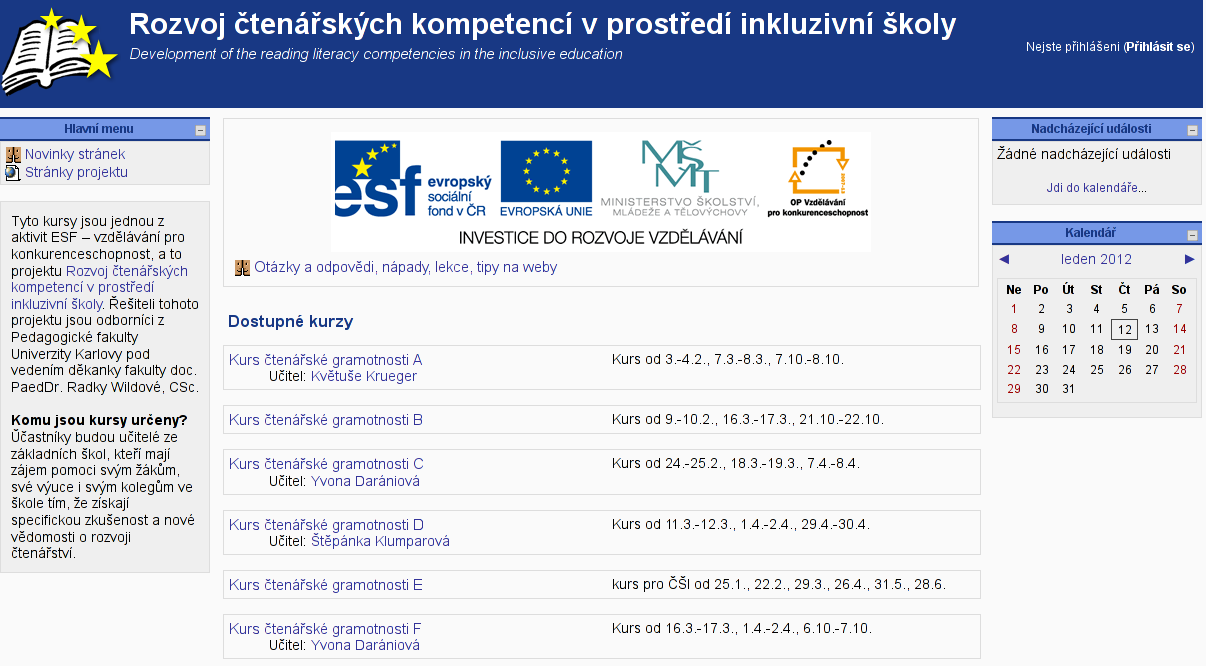 Rozvoj čtenářských kompetencí v prostředí inkluzivní školy
Development of the reading literacy competencies in the inclusive education
Nejste přihlášeni (Přihlásit se)
Hlavní menu
Novinky stránek
Stránky projektu
Tyto kursy jsou jednou z
aktivit ESF – vzdělávání pro
konkurenceschopnost, a to
projektu Rozvoj čtenářských
kompetencí v prostředí
inkluzivní školy. Řešiteli tohoto
projektu jsou odborníci z
Pedagogické fakulty
Univerzity Karlovy pod
vedením děkanky fakulty doc.
PaedDr. Radky Wildové, CSc.
Komu jsou kursy určeny?
Účastníky budou učitelé ze
základních škol, kteří mají
zájem pomoci svým žákům,
své výuce i svým kolegům ve
škole tím, že získají
specifickou zkušenost a nové
vědomosti o rozvoji
čtenářství.
esf evropský
sociální
fond v ČR
EVROPSKÁ UNIE
MŠMT
MINISTERSTVO ŠKOLSTVÍ,
MLÁDEŽE A TĚLOVÝCHOVY
OP Vzdělávání
pro konkurenceschopnost
INVESTICE DO ROZVOJE VZDĚLÁVÁNÍ
Otázky a odpovědi, nápady, lekce, tipy na weby
Dostupné kurzy
Kurs čtenářské gramotnosti A
Učitel: Květuše Krueger
Kurs od 3.-4.2., 7.3.-8.3., 7.10.-8.10.
Kurs čtenářské gramotnosti B
Kurs od 9.-10.2., 16.3.-17.3., 21.10.-22.10.
Kurs čtenářské gramotnosti C
Učitel: Yvona Darániová
Kurs od 24.-25.2., 18.3.-19.3., 7.4.-8.4.
Kurs čtenářské gramotnosti D
Učitel: Štěpánka Klumparová
Kurs od 11.3.-12.3., 1.4.-2.4., 29.4.-30.4.
Kurs čtenářské gramotnosti E
kurs pro ČŠI od 25.1., 22.2., 29.3., 26.4., 31.5., 28.6.
Kurs čtenářské gramotnosti F
Učitel: Yvona Darániová
Kurs od 16.3.-17.3., 1.4.-2.4., 6.10.-7.10.
Nadcházející události
Žádné nadcházející události
Jdi do kalendáře...
Kalendář
◄ leden 2012 ►
Ne Po Út St Čt Pá So
1 2 3 4 5 6 7
8 9 10 11 12 13 14
15 16 17 18 19 20 21
22 23 24 25 26 27 28
29 30 31